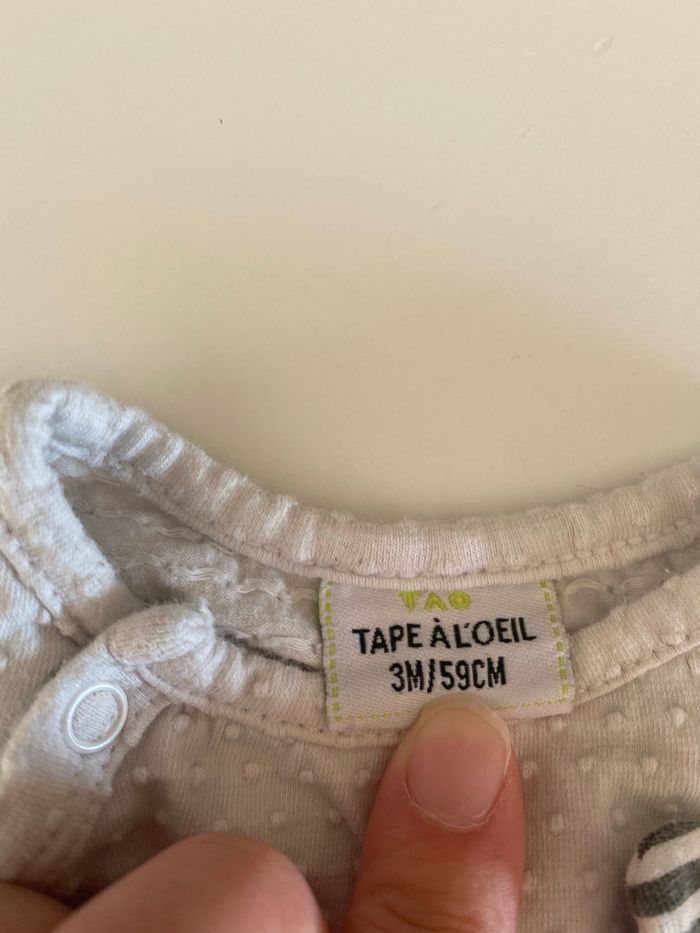 TAO
TAPE À L'OEIL
3M/59CM